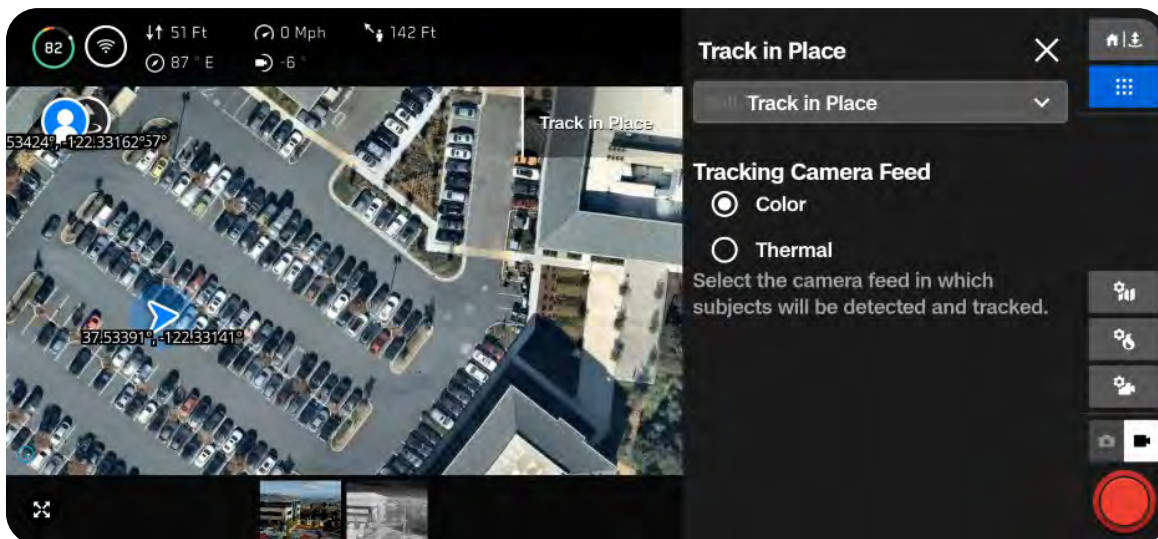 82
51 Ft
0 Mph
142 Ft
87 ° E
-6 °
Track in Place
Track in Place
Track in Place
53424°, -122.33162°57°
37.53391°, -122.33141°
Tracking Camera Feed
Color
Thermal
Select the camera feed in which
subjects will be detected and tracked.